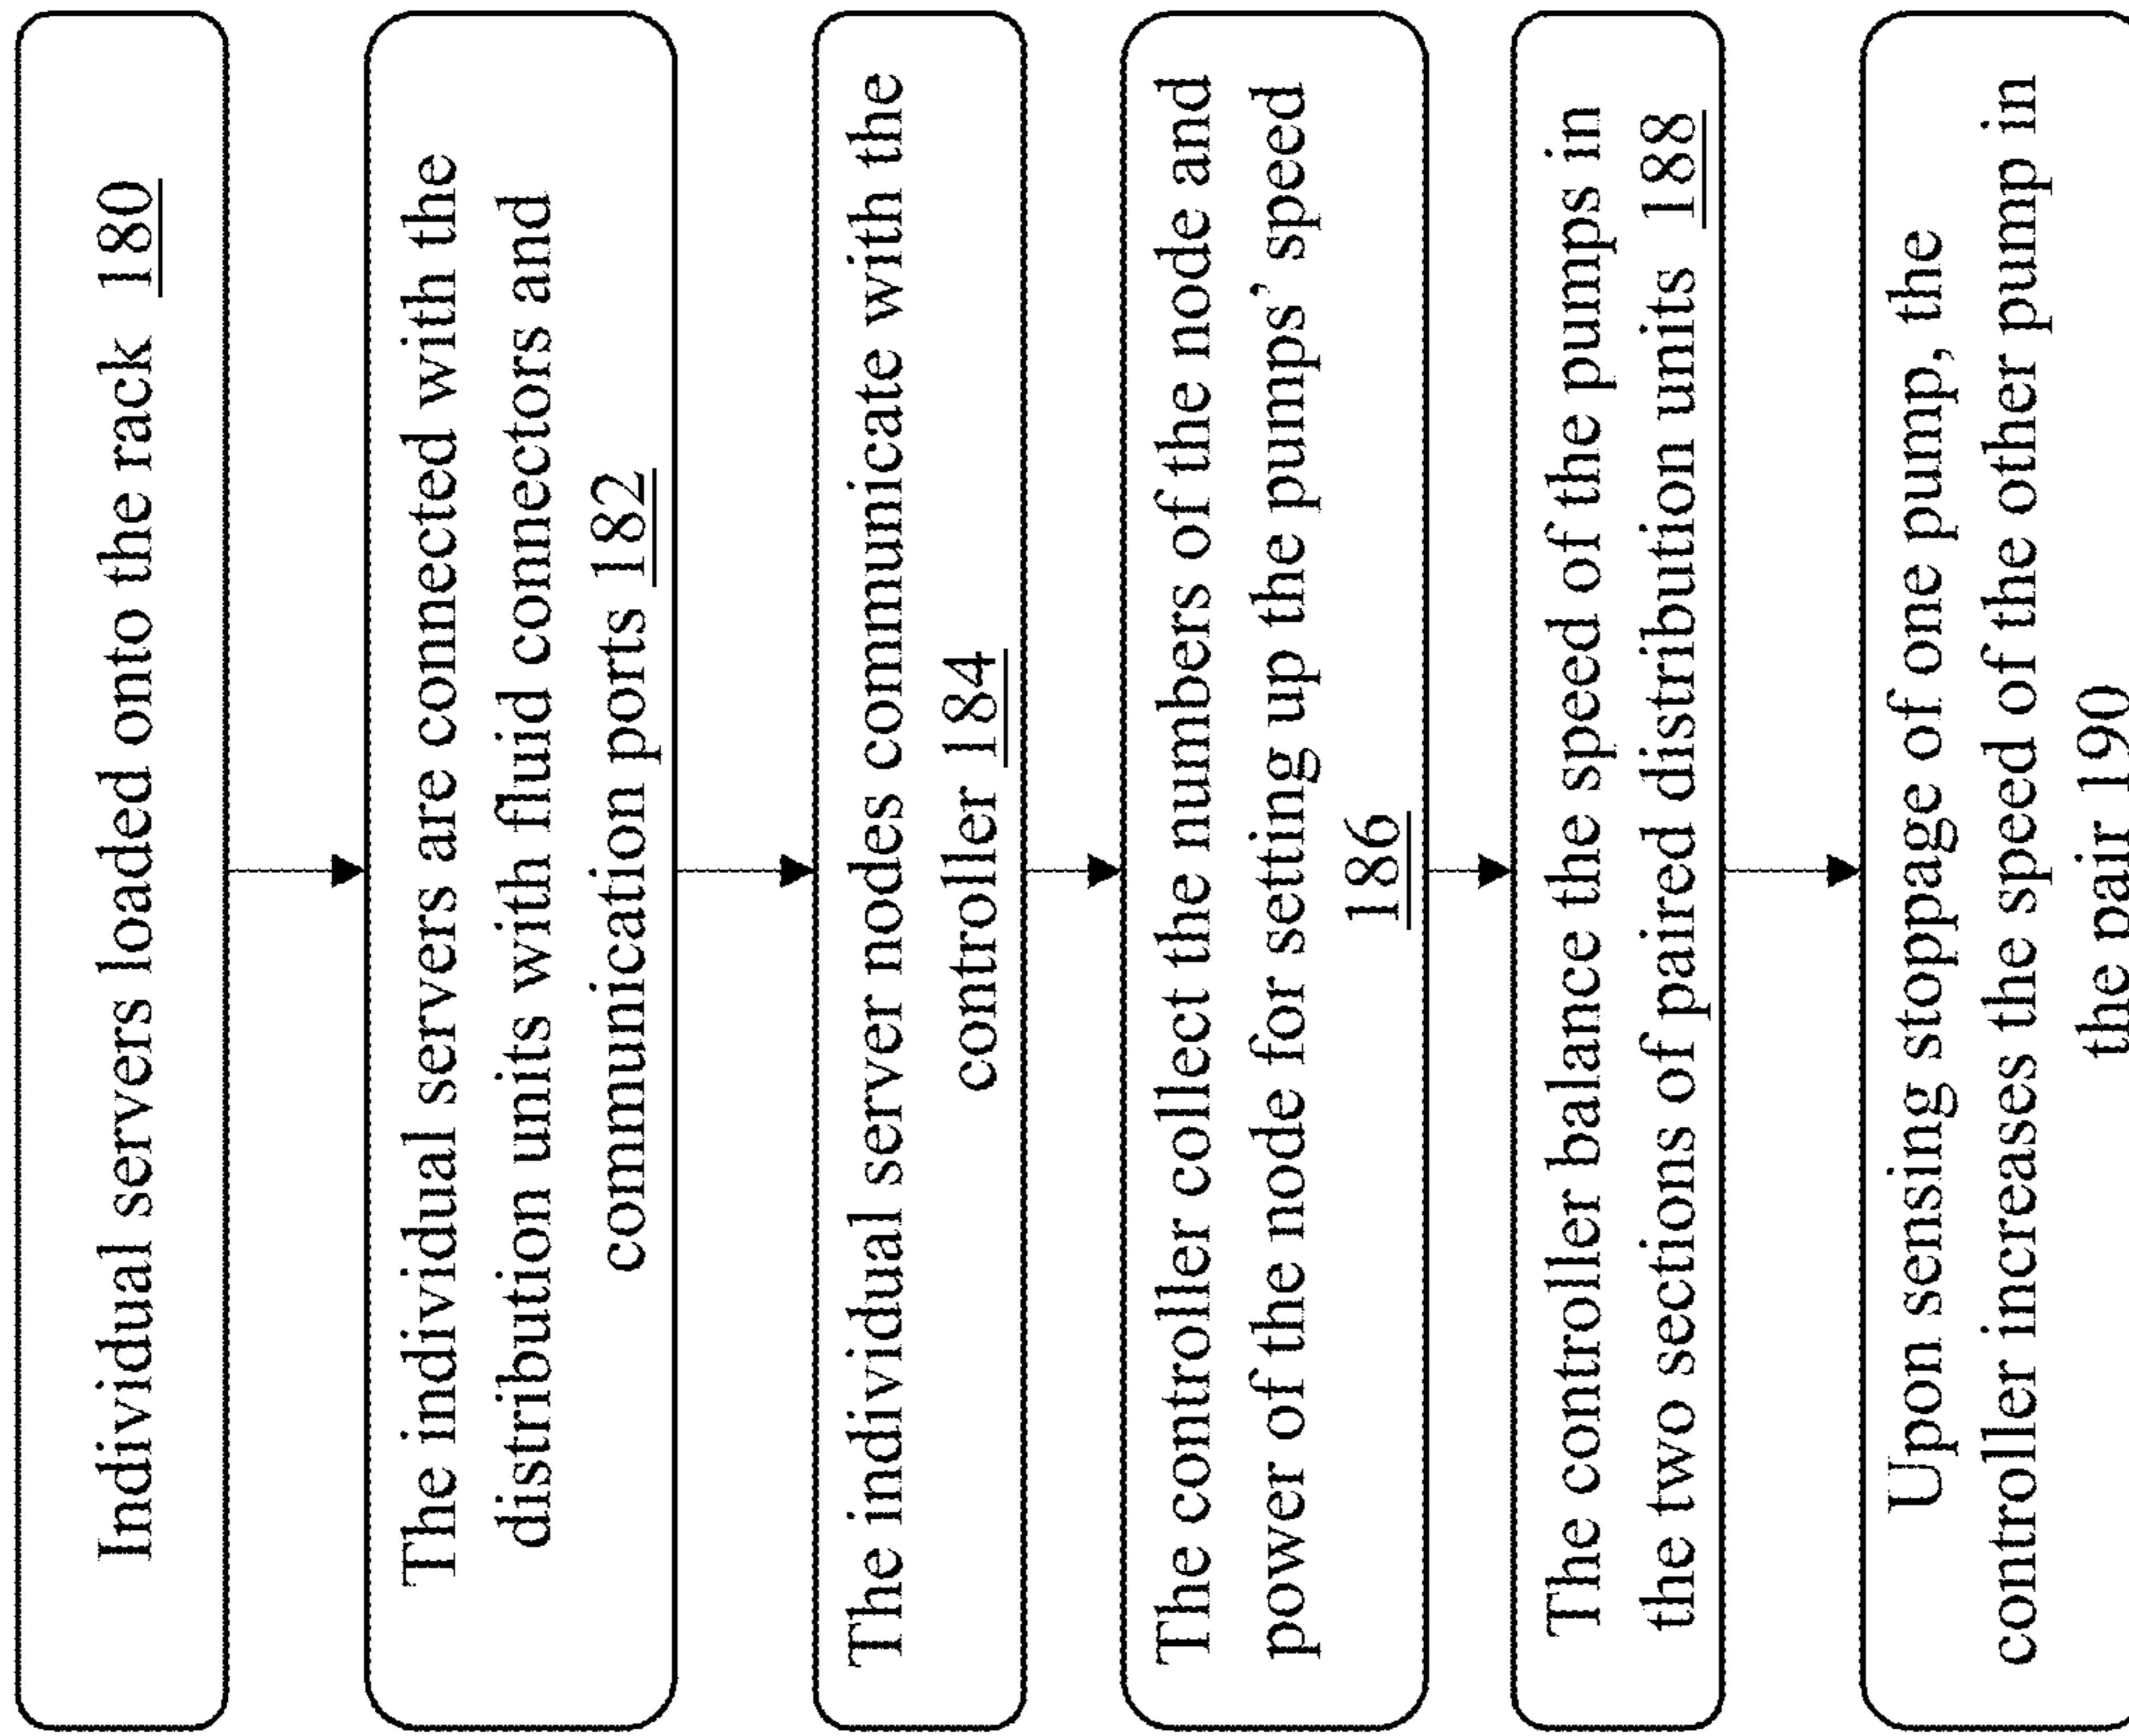 Individual servers loaded onto the rack 180
The individual servers are connected with the
distribution units with fluid connectors and
communication ports 182
The individual server nodes communicate with the
controller 184
The controller collect the numbers of the node and
power of the node for setting up the pumps’ speed
186
The controller balance the speed of the pumps in
the two sections of paired distribution units 188
Upon sensing stoppage of one pump, the
controller increases the speed of the other pump in
the pair 190